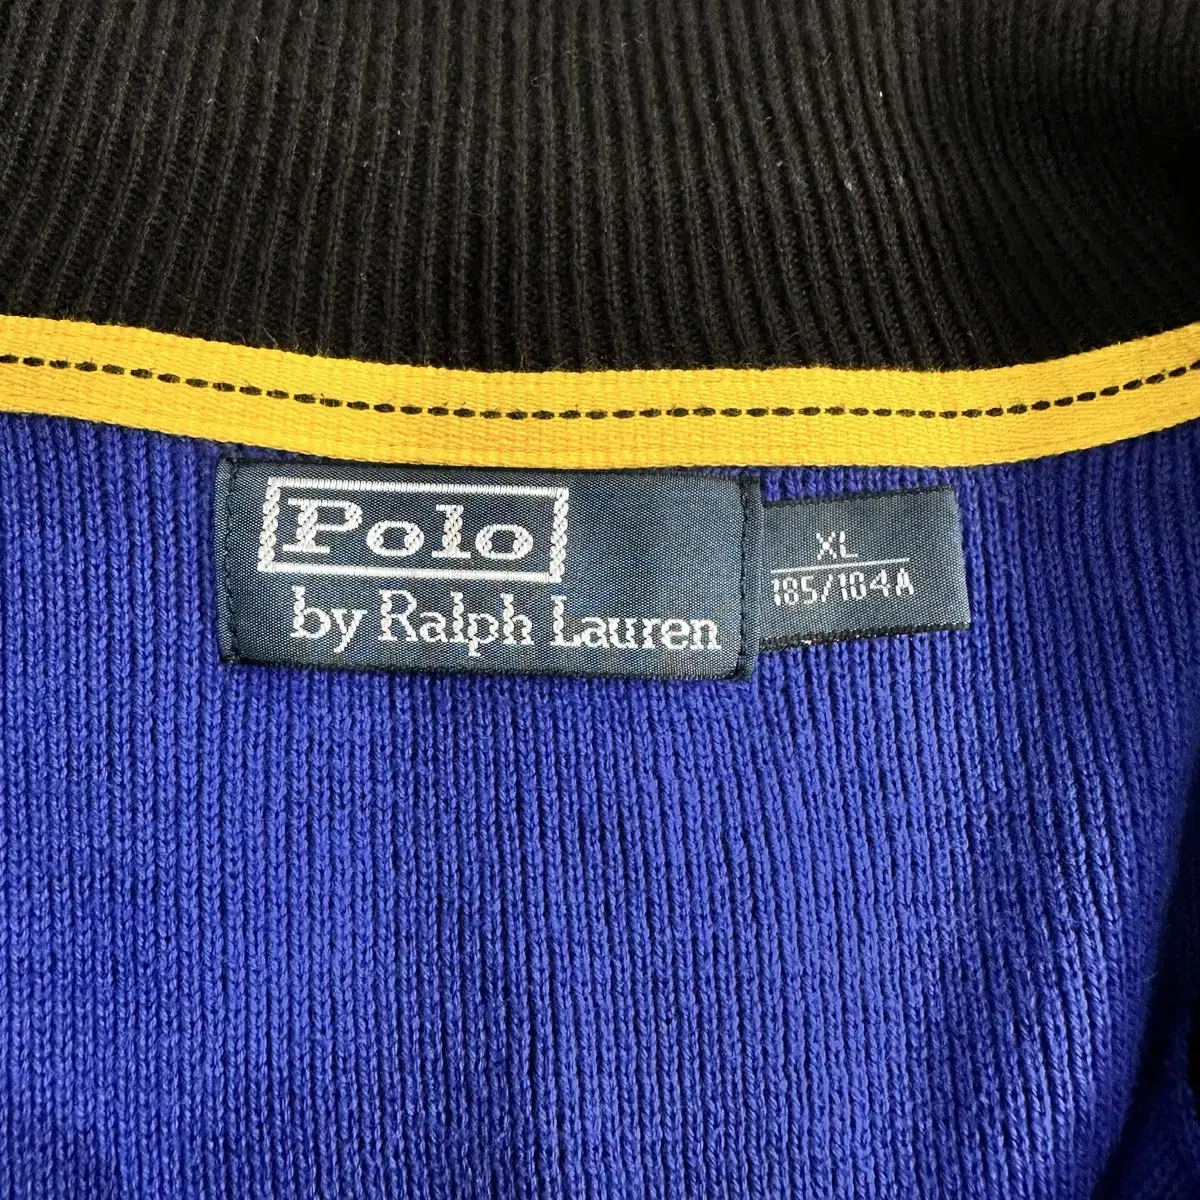 Polo
by Ralph Lauren
XL
185/104A